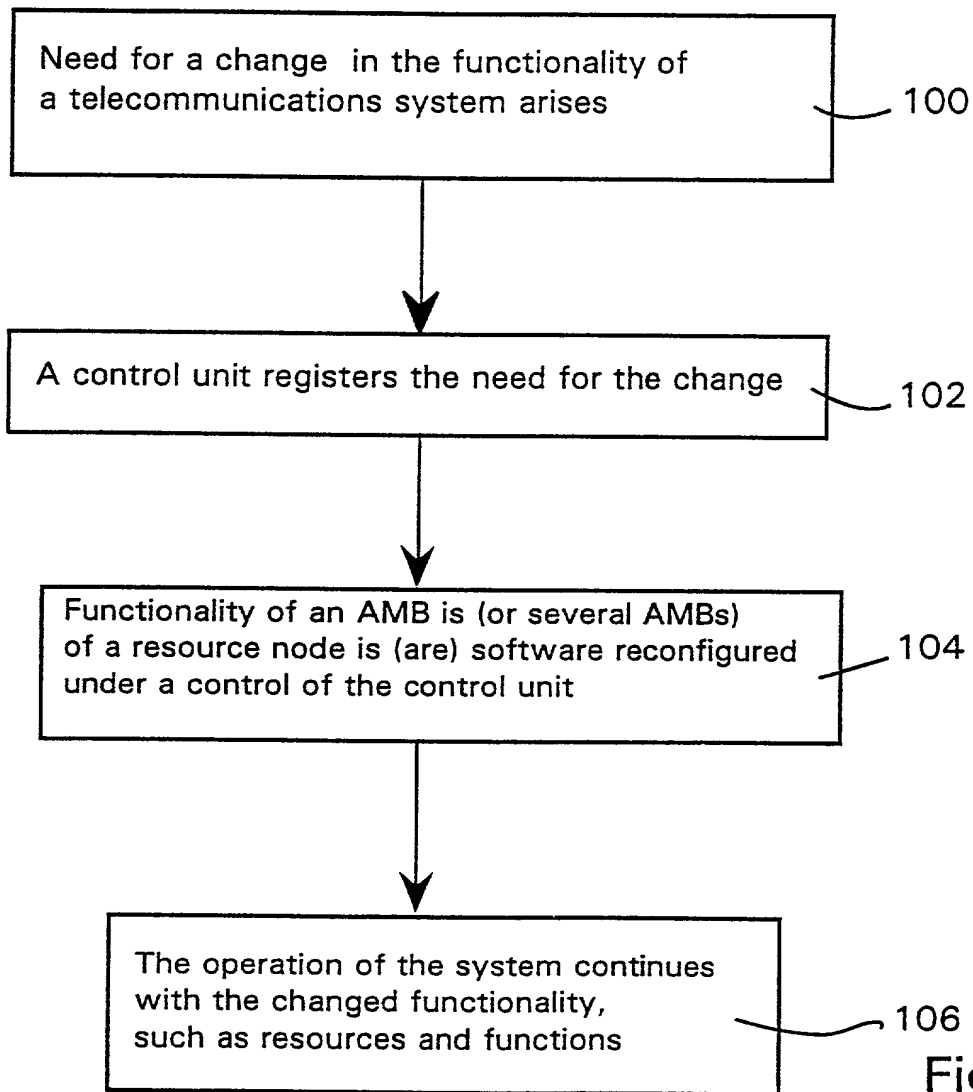 Need for a change in the functionality of
a telecommunications system arises
100
A control unit registers the need for the change
102
Functionality of an AMB is (or several AMBs)
of a resource node is (are) software reconfigured
under a control of the control unit
104
The operation of the system continues
with the changed functionality,
such as resources and functions
106